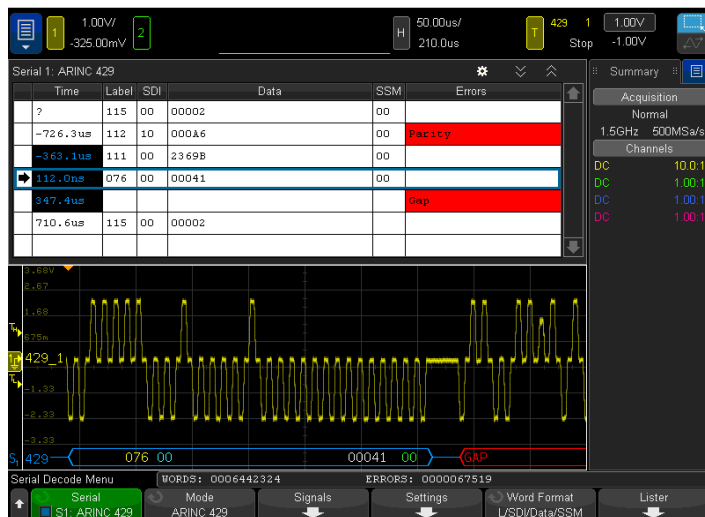 1 1.00V/ 2 H 50.00us/ T 429 1 1.00V
-325.00mV 210.0us Stop -1.00V
Serial 1: ARINC 429
Time Label SDI Data SSM Errors
? 115 00 00002 00
-726.3us 112 10 000A6 00 Parity
-363.1us 111 00 2369B 00
112.0ns 076 00 00041 00
347.4us Gap
710.6us 115 00 00002
Summary
Acquisition
Normal
1.5GHz 500MSa/s
Channels
DC 10.0:1
DC 1.00:1
DC 1.00:1
DC 1.00:1
3.68V
2.67
1.68
675m
429_1
-1.33
-2.33
-3.33
S1 429 076 00 00041 00 GAP
Serial Decode Menu WORDS: 0006442324 ERRORS: 0000067519
Serial Mode Signals Settings Word Format Lister
S1: ARINC 429 ARINC 429 L/SDI/Data/SSM